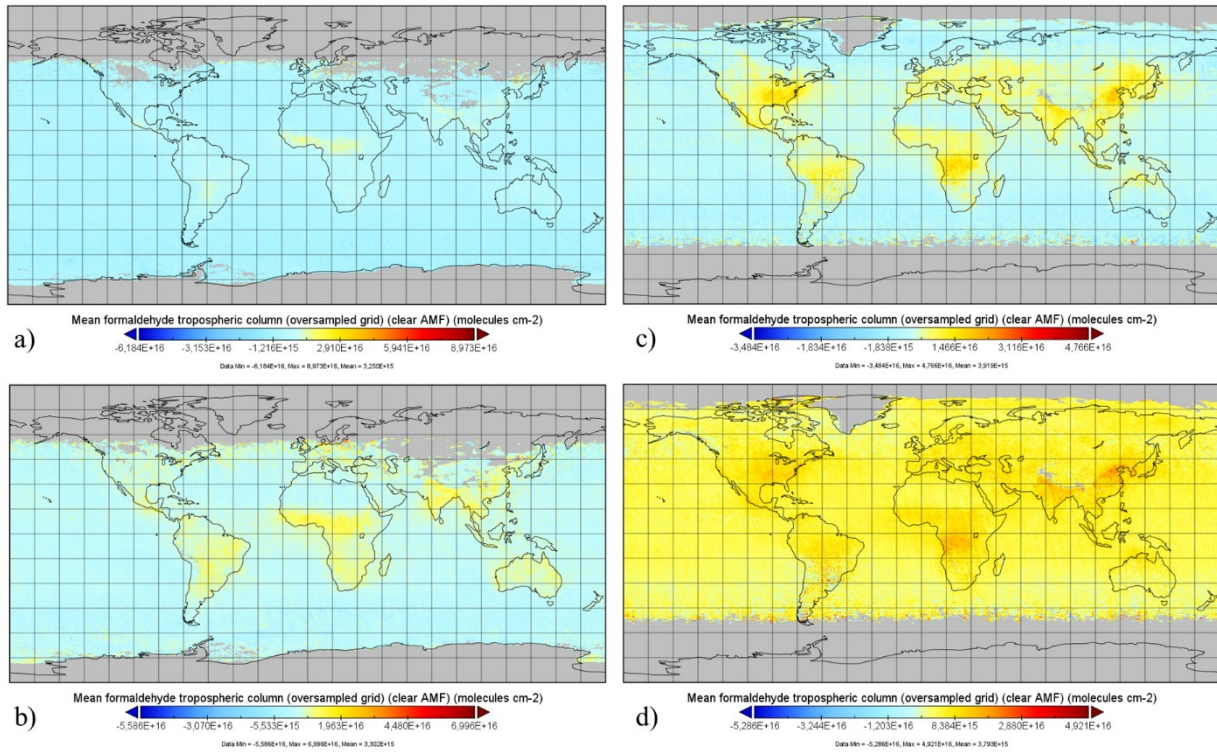 Mean formaldehyde tropospheric column (oversampled grid) (clear AMF) (molecules cm-2)
a)
-6,184E+16 -3,153E+16 -1,216E+15 2,910E+16 5,941E+16 8,973E+16
Data Min = -6,184E+16, Max = 8,973E+16, Mean = 3,250E+15
Mean formaldehyde tropospheric column (oversampled grid) (clear AMF) (molecules cm-2)
c)
-3,484E+16 -1,834E+16 -1,838E+15 1,466E+16 3,116E+16 4,766E+16
Data Min = -3,484E+16, Max = 4,766E+16, Mean = 3,919E+15
Mean formaldehyde tropospheric column (oversampled grid) (clear AMF) (molecules cm-2)
b)
-5,586E+16 -3,070E+16 -5,533E+15 1,963E+16 4,480E+16 6,996E+16
Data Min = -5,586E+16, Max = 6,996E+16, Mean = 3,302E+15
Mean formaldehyde tropospheric column (oversampled grid) (clear AMF) (molecules cm-2)
d)
-5,286E+16 -3,244E+16 -1,203E+16 8,384E+15 2,880E+16 4,921E+16
Data Min = -5,286E+16, Max = 4,921E+16, Mean = 3,793E+15